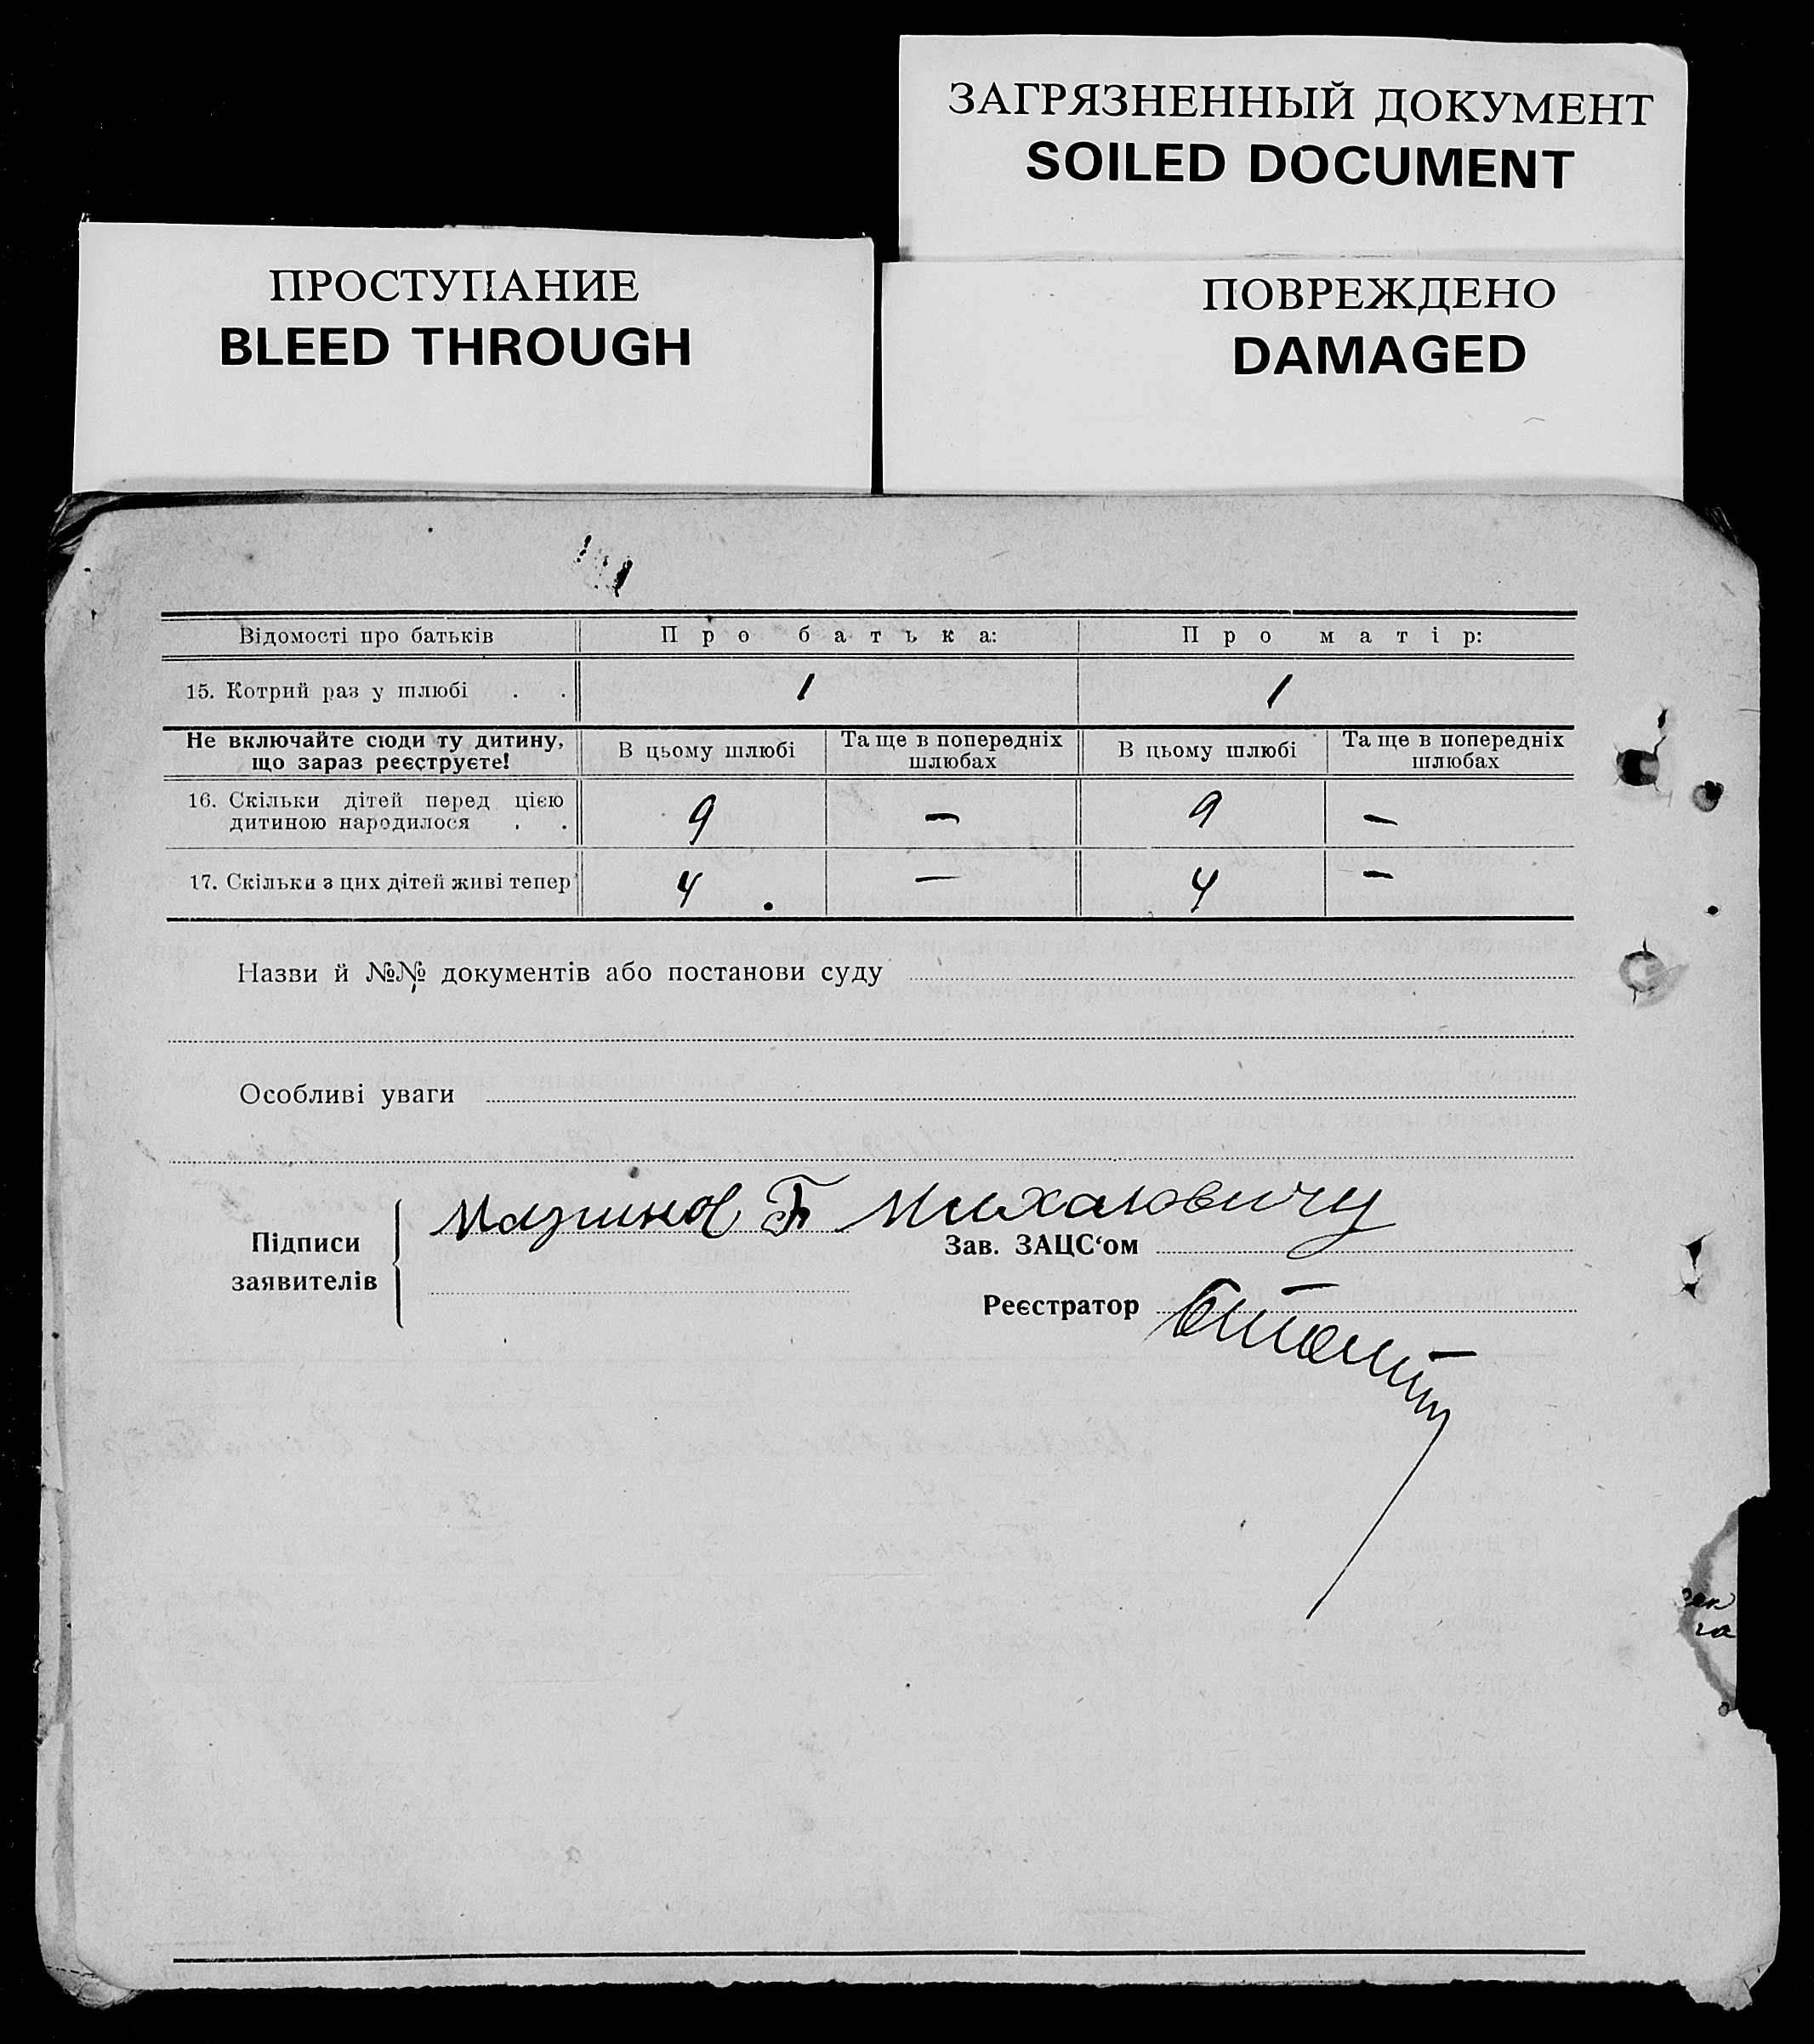 ЗАГРЯЗНЕННЫЙ ДОКУМЕНТ
SOILED DOCUMENT
ПРОСТУПАНИЕ
BLEED THROUGH
ПОВРЕЖДЕНО
DAMAGED
Відомості про батьків Про батька: Про матір:
15. Котрий раз у шлюбі . . 1 1
Не включайте сюди ту дитину, що зараз реєструєте! В цьому шлюбі Та ще в попередніх шлюбах В цьому шлюбі Та ще в попередніх шлюбах
16. Скільки дітей перед цією
дитиною народилося . . 9 — 9 —
17. Скільки з цих дітей живі тепер 4 — 4 —
Назви й №№ документів або постанови суду
Особливі уваги
Підписи
заявителів
Зав. ЗАЦС‘ом
Реєстратор